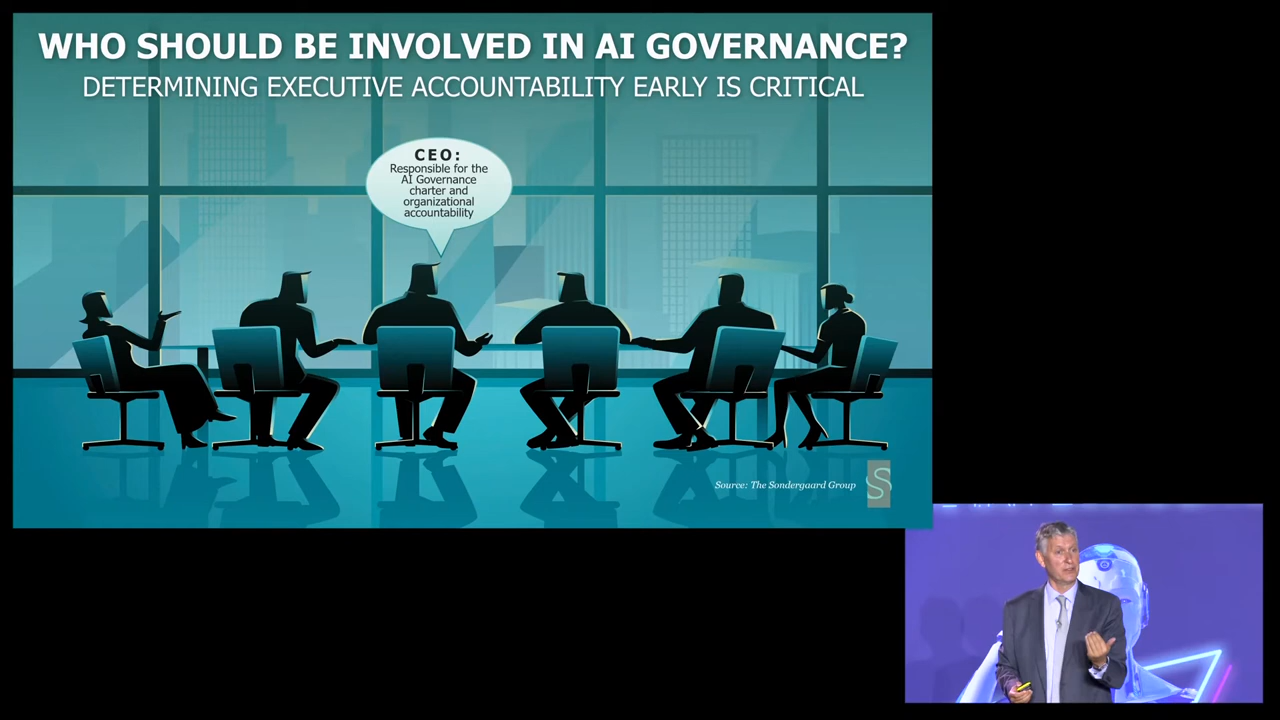 WHO SHOULD BE INVOLVED IN AI GOVERNANCE?
DETERMINING EXECUTIVE ACCOUNTABILITY EARLY IS CRITICAL
CEO:
Responsible for the
AI Governance
charter and
organizational
accountability
Source: The Sondergaard Group
S